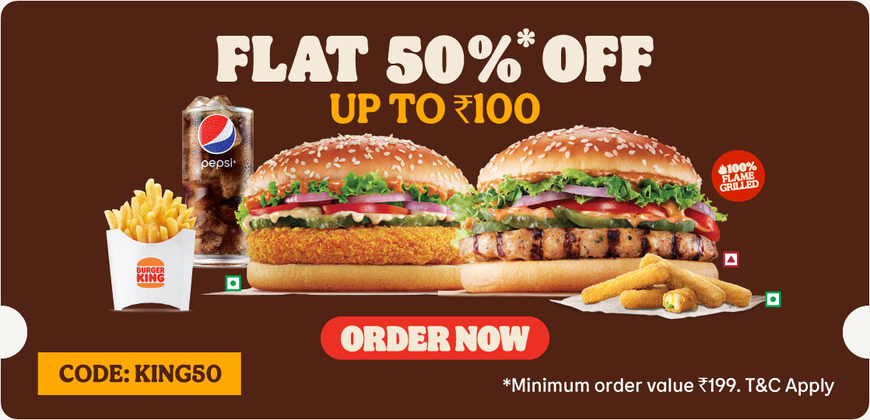 FLAT 50%* OFF
UP TO ₹100
pepsi
100%
FLAME
GRILLED
BURGER
KING
ORDER NOW
CODE: KING50
*Minimum order value ₹199. T&C Apply